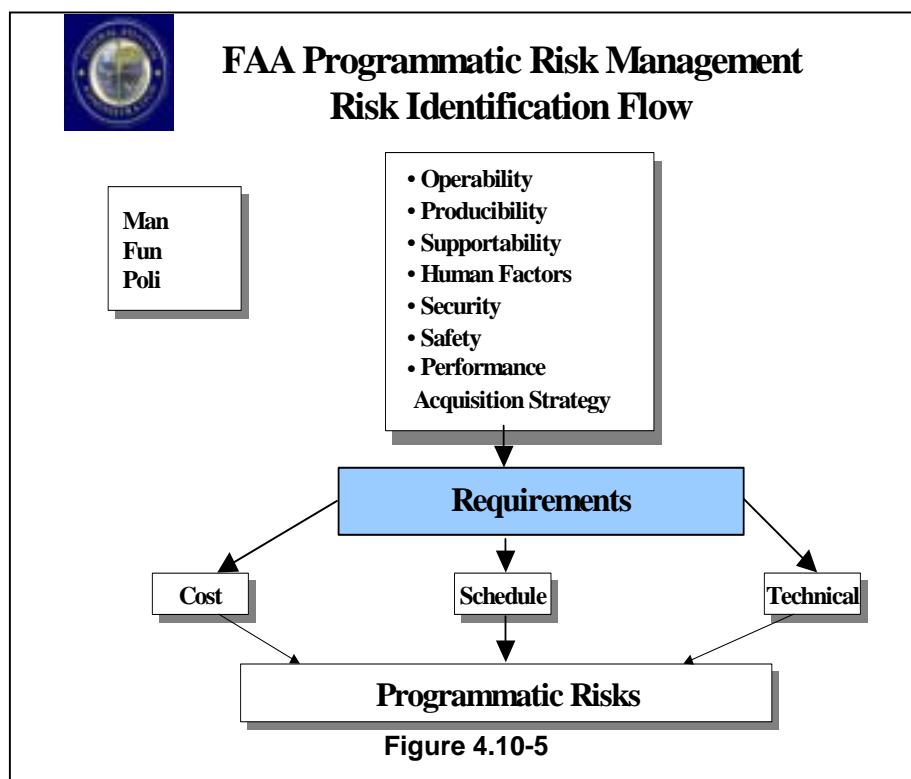 FAA Programmatic Risk Management
Risk Identification Flow
Man
Fun
Poli
• Operability
• Producibility
• Supportability
• Human Factors
• Security
• Safety
• Performance
Acquisition Strategy
Requirements
Cost
Schedule
Technical
Programmatic Risks
Figure 4.10-5